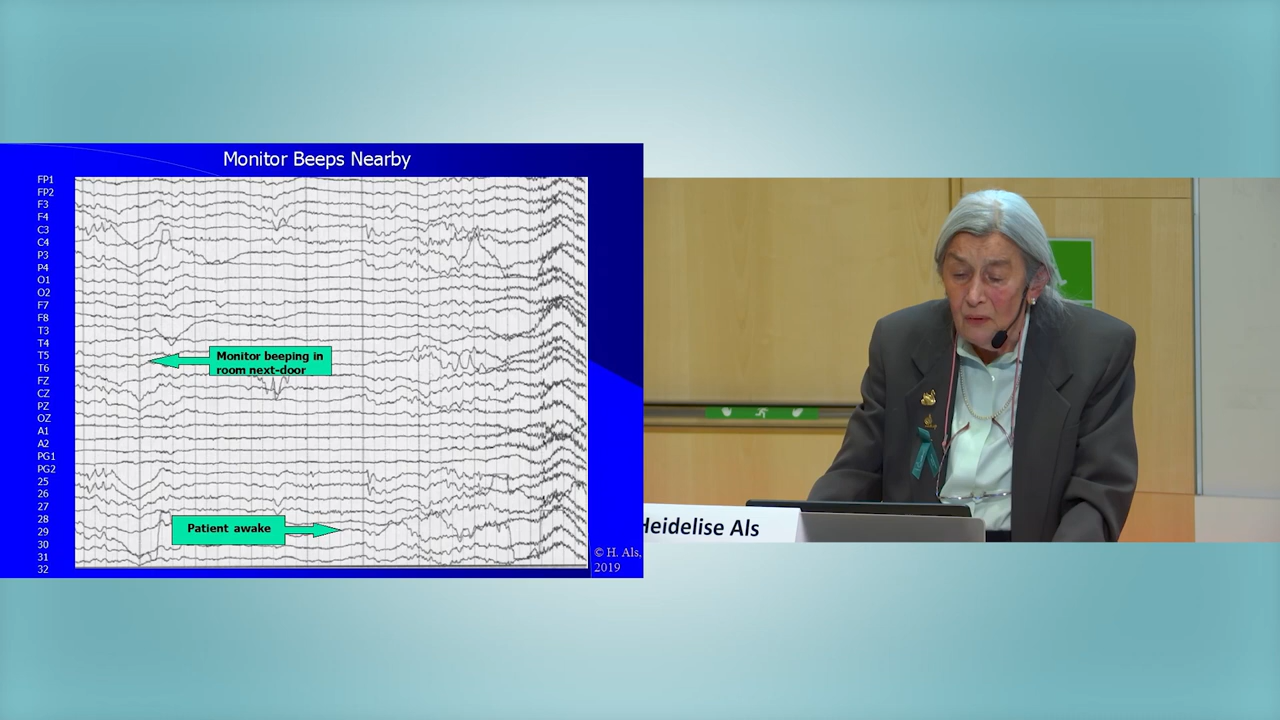 Monitor Beeps Nearby
FP1
FP2
F3
F4
C3
C4
P3
P4
O1
O2
F7
F8
T3
T4
T5
T6
FZ
CZ
PZ
OZ
A1
A2
PG1
PG2
25
26
27
28
29
30
31
32
Monitor beeping in
room next-door
Patient awake
© H. Als,
2019
Heidelise Als